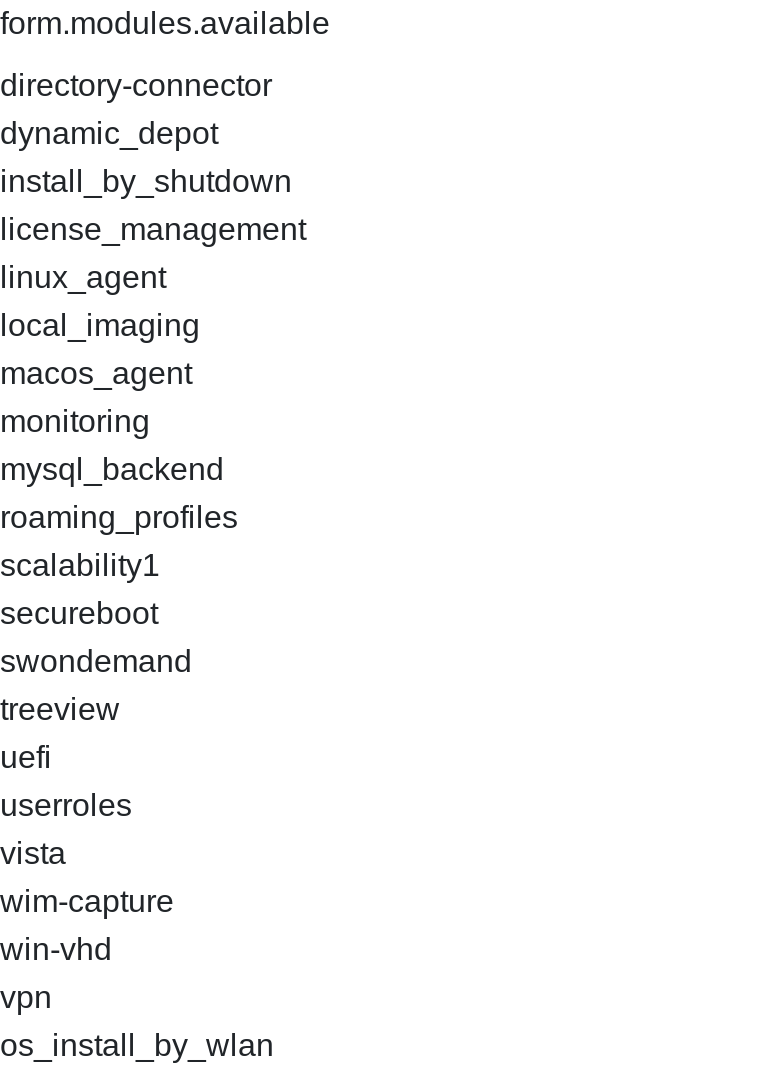 form.modules.available
directory-connector
dynamic_depot
install_by_shutdown
license_management
linux_agent
local_imaging
macos_agent
monitoring
mysql_backend
roaming_profiles
scalability1
secureboot
swondemand
treeview
uefi
userroles
vista
wim-capture
win-vhd
vpn
os_install_by_wlan